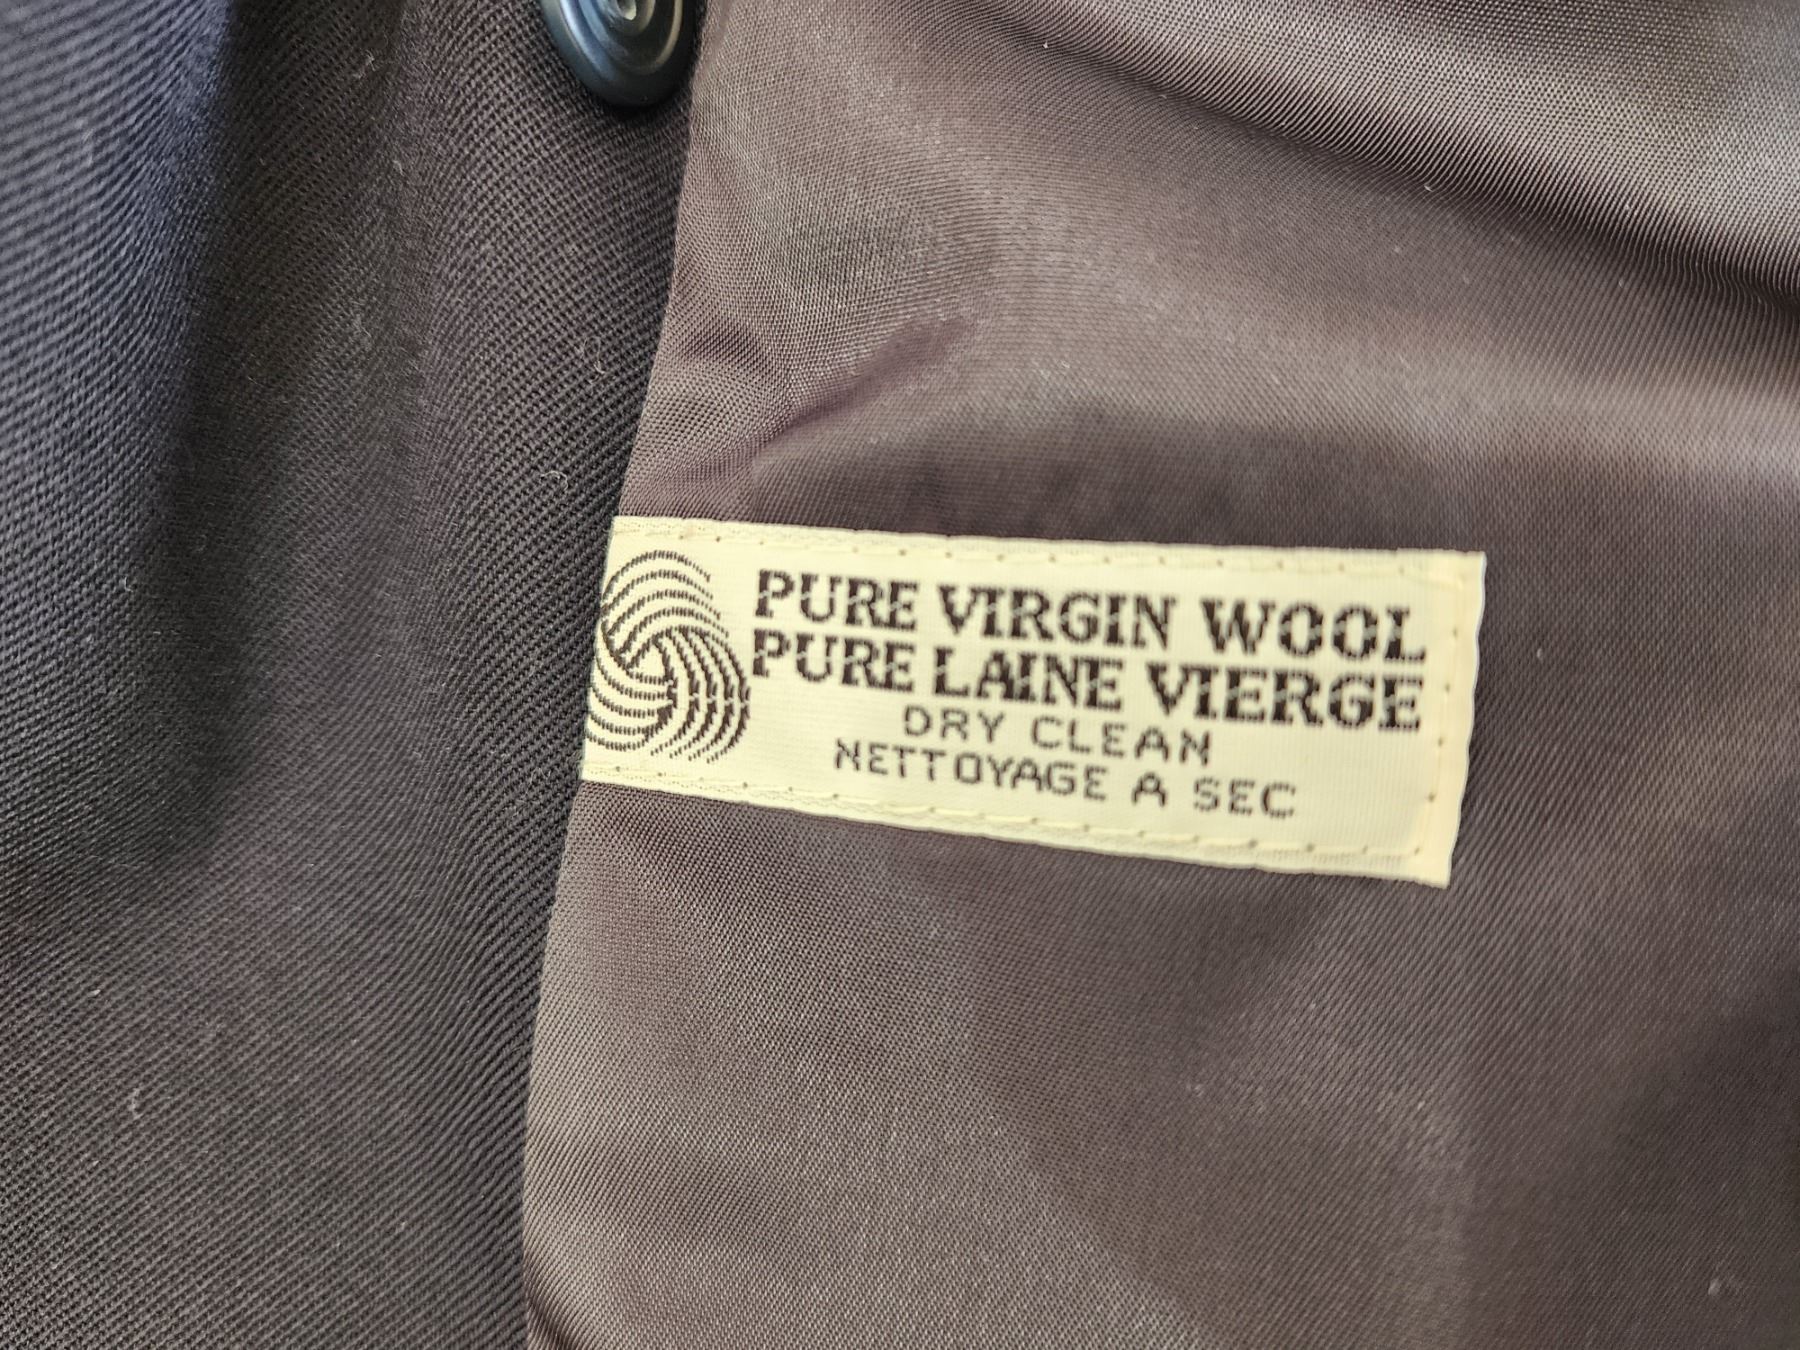 PURE VIRGIN WOOL
PURE LAINE VIERGE
DRY CLEAN
NETTOYAGE A SEC